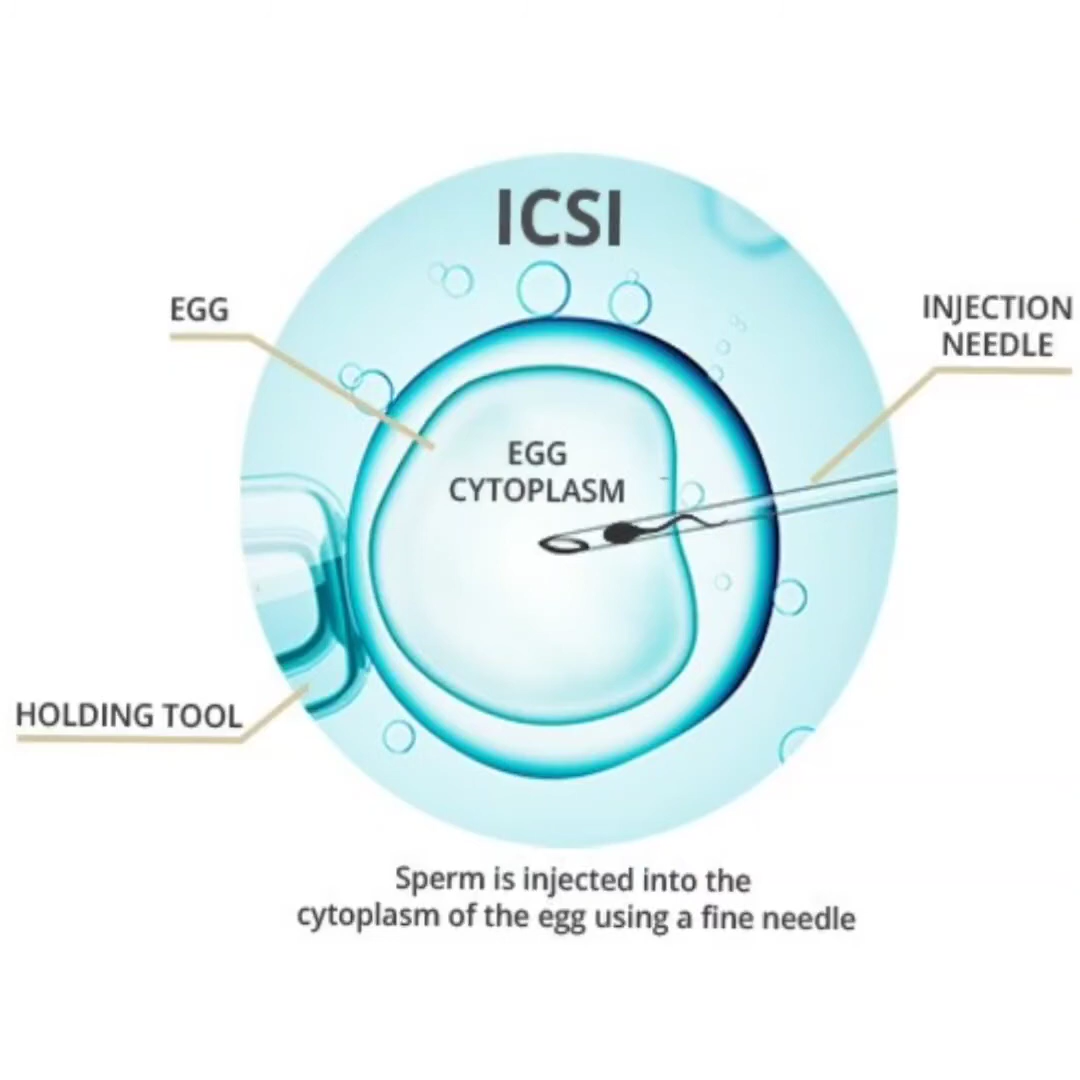 ICSI
EGG
INJECTION
NEEDLE
EGG
CYTOPLASM
HOLDING TOOL
Sperm is injected into the
cytoplasm of the egg using a fine needle